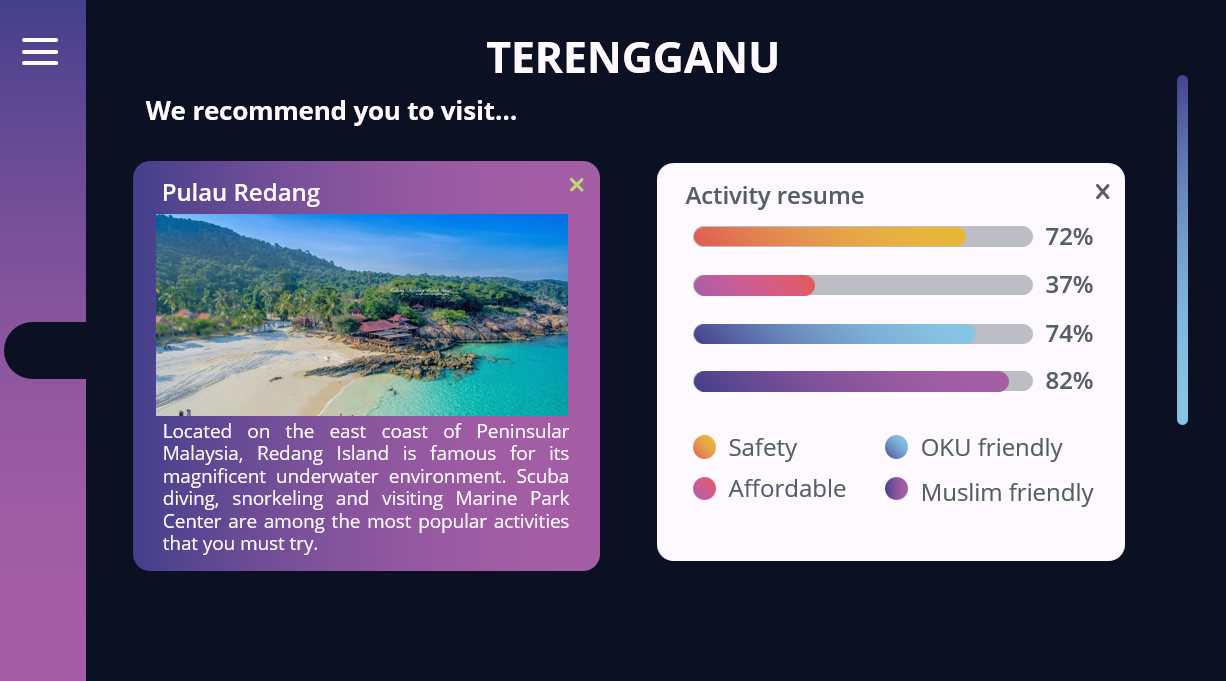 TERENGGANU
We recommend you to visit...
Pulau Redang
Located on the east coast of Peninsular
Malaysia, Redang Island is famous for its
magnificent underwater environment. Scuba
diving, snorkeling and visiting Marine Park
Center are among the most popular activities
that you must try.
Activity resume
72%
37%
74%
82%
Safety
OKU friendly
Affordable
Muslim friendly